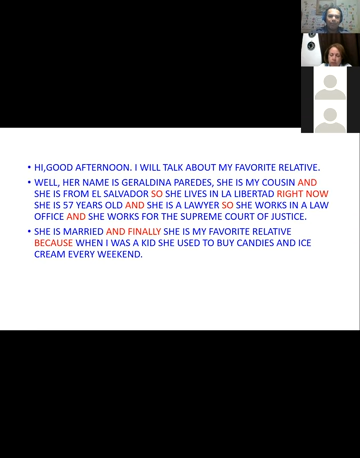 • HI,GOOD AFTERNOON. I WILL TALK ABOUT MY FAVORITE RELATIVE.
• WELL, HER NAME IS GERALDINA PAREDES, SHE IS MY COUSIN AND
SHE IS FROM EL SALVADOR SO SHE LIVES IN LA LIBERTAD RIGHT NOW
SHE IS 57 YEARS OLD AND SHE IS A LAWYER SO SHE WORKS IN A LAW
OFFICE AND SHE WORKS FOR THE SUPREME COURT OF JUSTICE.
• SHE IS MARRIED AND FINALLY SHE IS MY FAVORITE RELATIVE
BECAUSE WHEN I WAS A KID SHE USED TO BUY CANDIES AND ICE
CREAM EVERY WEEKEND.